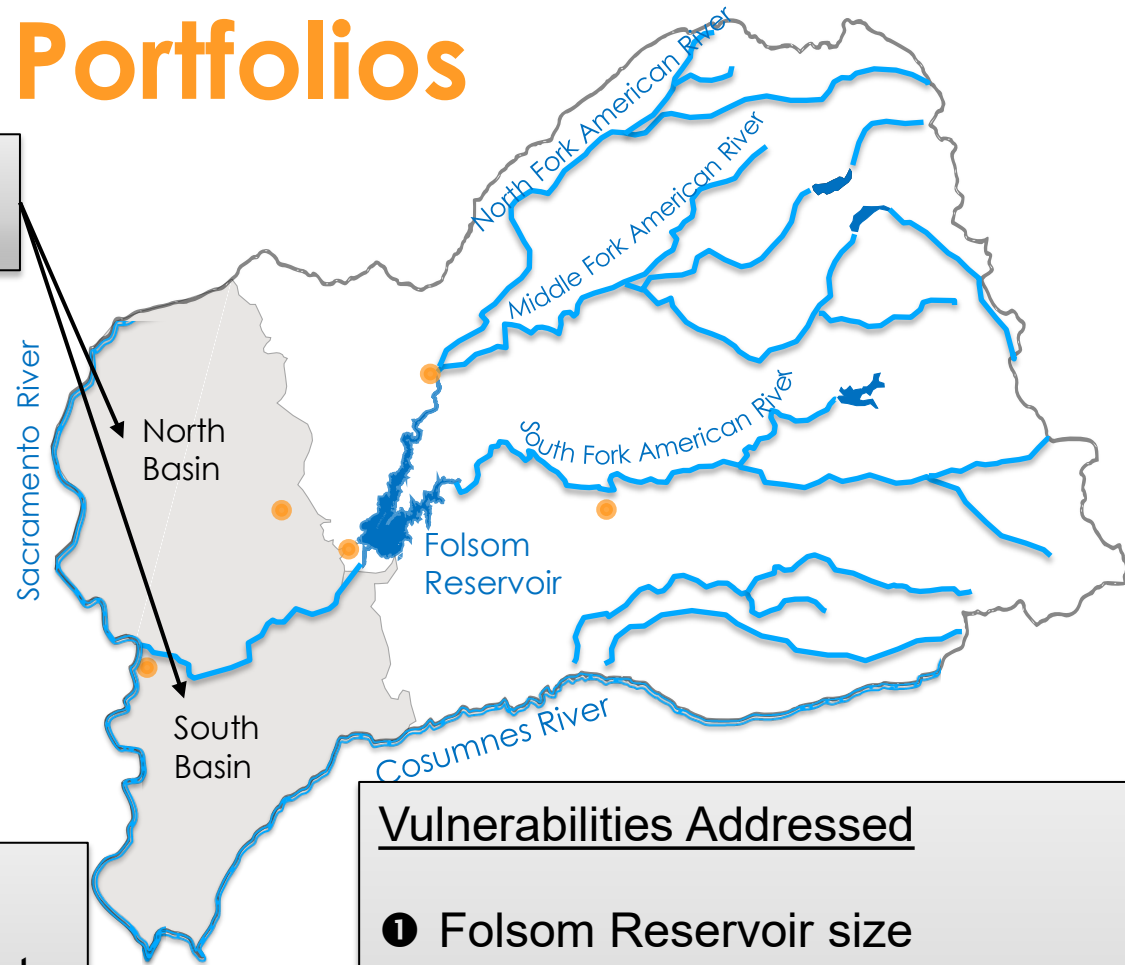 Portfolios
North Fork American River
Middle Fork American River
Sacramento River
North
Basin
South Fork American River
Folsom
Reservoir
South
Basin
Cosumnes River
Vulnerabilities Addressed
❶ Folsom Reservoir size